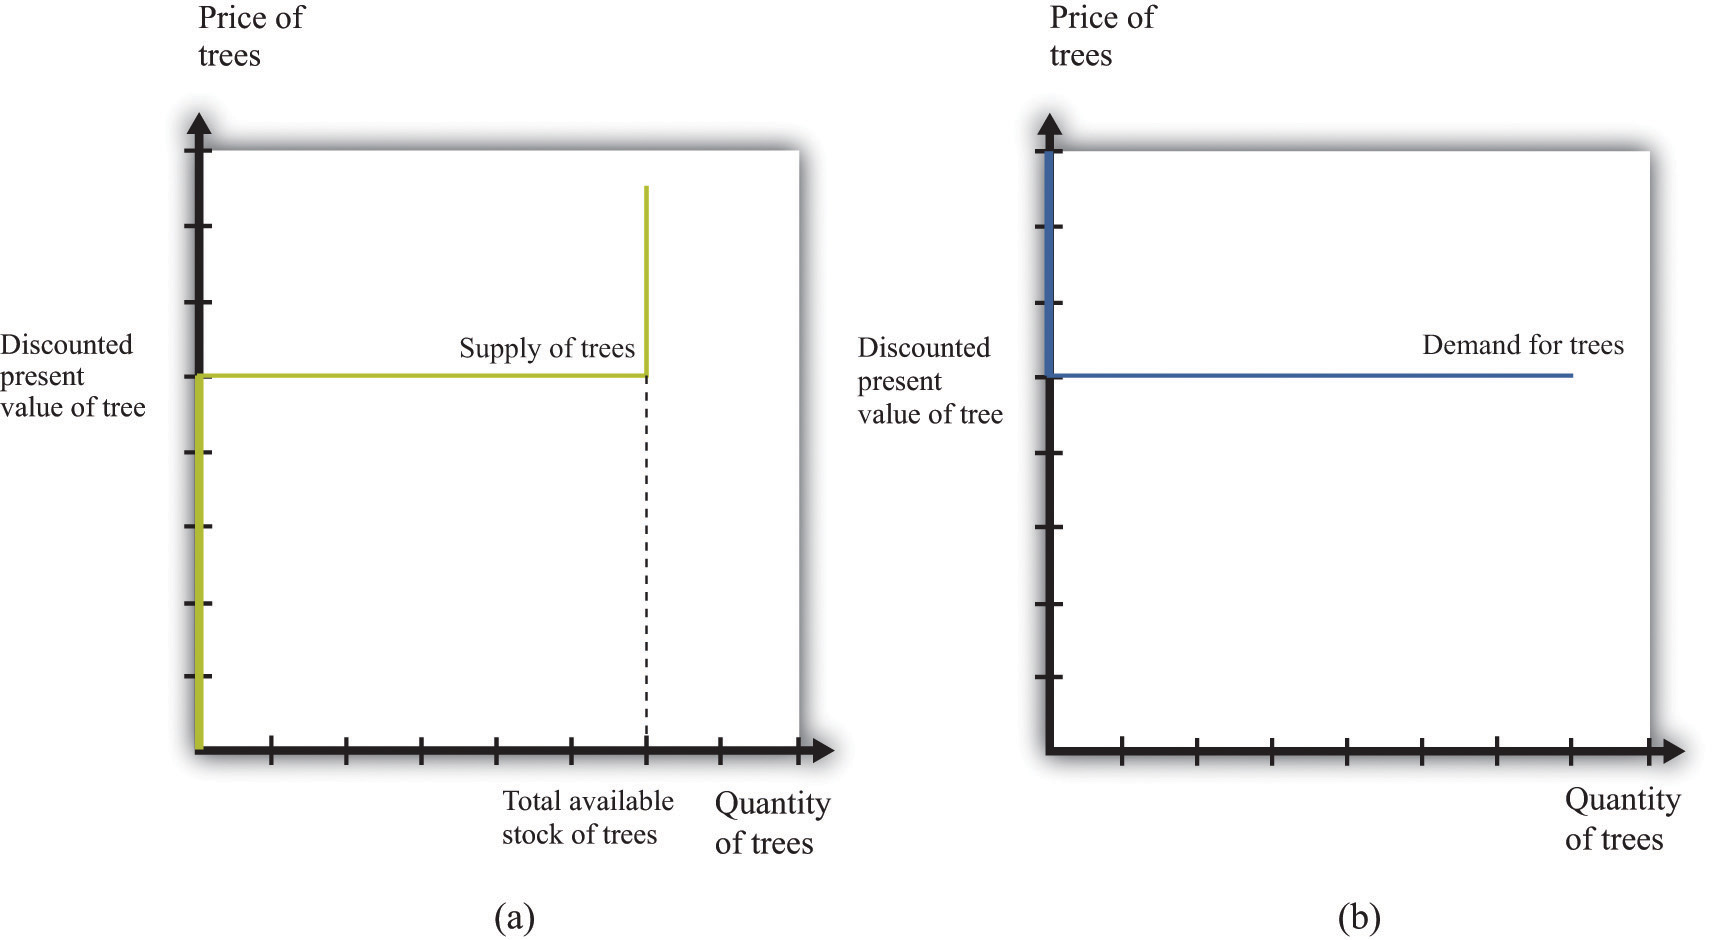 Price of
trees
Discounted
present
value of tree
Supply of trees
Total available
stock of trees
Quantity
of trees
(a)
Price of
trees
Discounted
present
value of tree
Demand for trees
Quantity
of trees
(b)